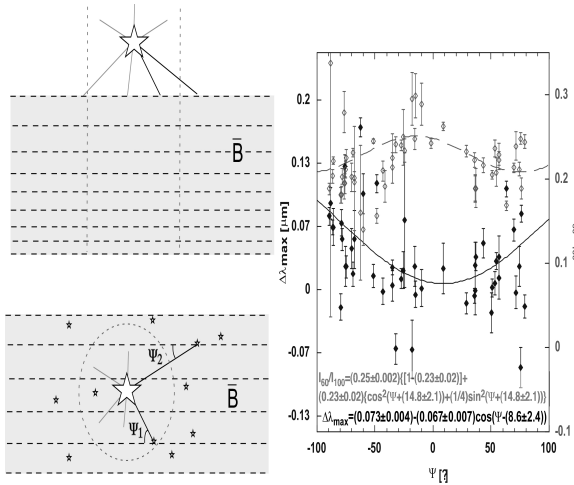 B̅
Ψ2
Ψ1
B̅
Δλmax [μm]
0.2
0.13
0.07
0
-0.07
-0.13
0.3
0.2
0.1
0
-0.1
I60/I100=(0.25±0.002){[1-(0.23±0.02)]+
(0.23±0.02)(cos²(Ψ+(14.8±2.1))+(1/4)sin²(Ψ+14.8±2.1))}
Δλmax=(0.073±0.004)-(0.067±0.007)cos(Ψ-(8.6±2.4))
-100
-50
0
50
100
Ψ[?]